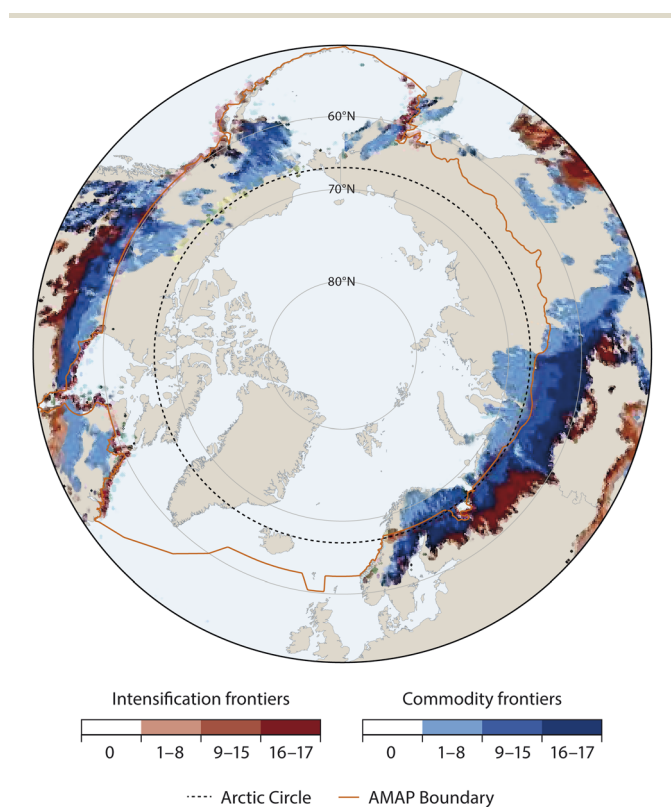 60°N
70°N
80°N
Intensification frontiers
Commodity frontiers
0 1–8 9–15 16–17
0 1–8 9–15 16–17
Arctic Circle
AMAP Boundary